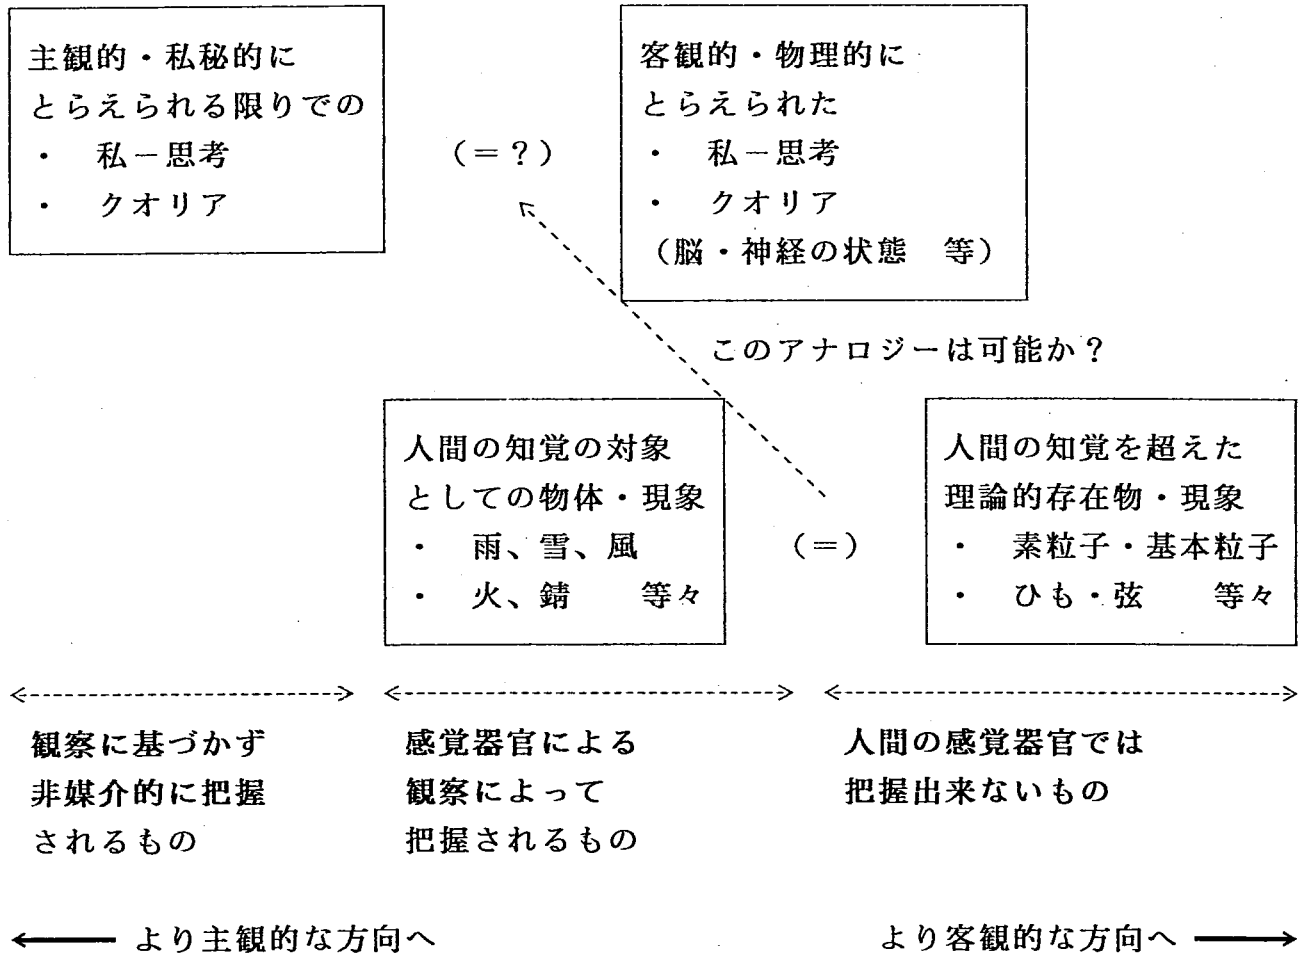 主観的・私秘的に
とらえられる限りでの
・　私－思考
・　クオリア
（＝？）
客観的・物理的に
とらえられた
・　私－思考
・　クオリア
（脳・神経の状態　等）
このアナロジーは可能か？
人間の知覚の対象
としての物体・現象
・　雨、雪、風
・　火、錆　　等々
（＝）
人間の知覚を超えた
理論的存在物・現象
・　素粒子・基本粒子
・　ひも・弦　　等々
観察に基づかず
非媒介的に把握
されるもの
感覚器官による
観察によって
把握されるもの
人間の感覚器官では
把握出来ないもの
より主観的な方向へ
より客観的な方向へ